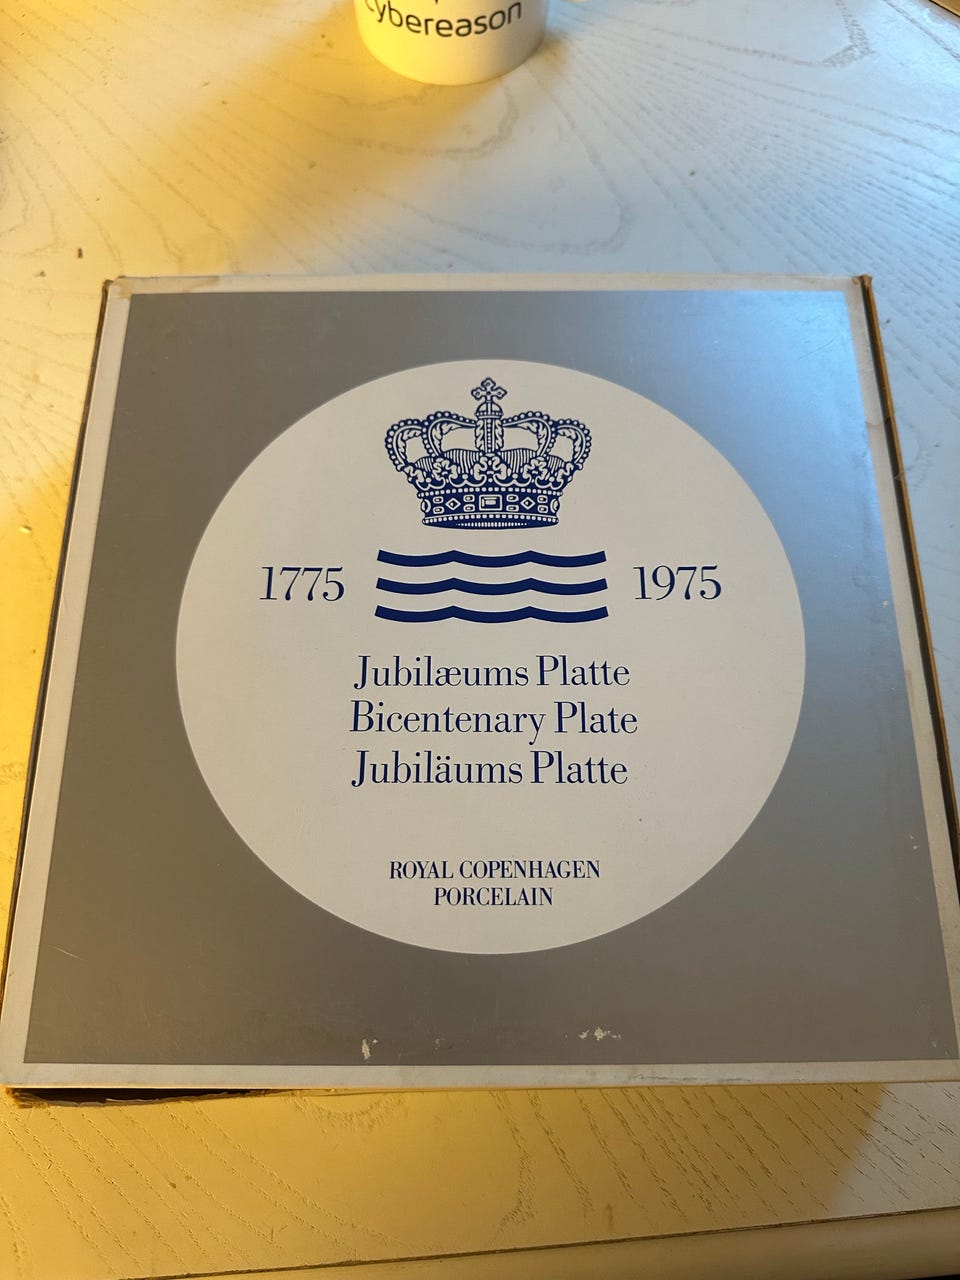 cybereason
1775 1975
Jubilæums Platte
Bicentenary Plate
Jubiläums Platte
ROYAL COPENHAGEN
PORCELAIN